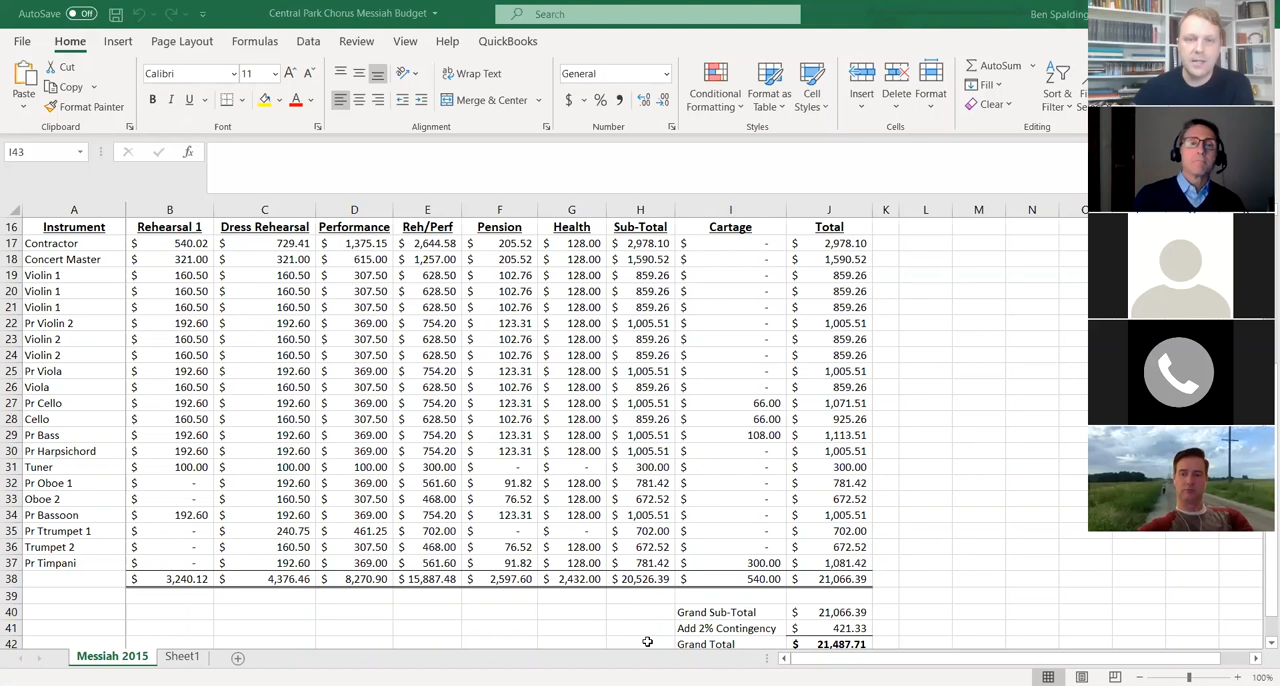 AutoSave Off Central Park Chorus Messiah Budget Search Ben Spalding
File Home Insert Page Layout Formulas Data Review View Help QuickBooks
Paste Cut Copy Format Painter
Calibri 11
B I U A
Wrap Text
Merge & Center
General
$ % 9
Conditional Formatting Format as Table Cell Styles
Insert Delete Format
AutoSum Fill Clear
Sort & Filter
Clipboard Font Alignment Number Styles Cells Editing
I43 fx
A B C D E F G H I J K L M N
16 Instrument Rehearsal 1 Dress Rehearsal Performance Reh/Perf Pension Health Sub-Total Cartage Total
17 Contractor $ 540.02 $ 729.41 $ 1,375.15 $ 2,644.58 $ 205.52 $ 128.00 $ 2,978.10 $ - $ 2,978.10
18 Concert Master $ 321.00 $ 321.00 $ 615.00 $ 1,257.00 $ 205.52 $ 128.00 $ 1,590.52 $ - $ 1,590.52
19 Violin 1 $ 160.50 $ 160.50 $ 307.50 $ 628.50 $ 102.76 $ 128.00 $ 859.26 $ - $ 859.26
20 Violin 1 $ 160.50 $ 160.50 $ 307.50 $ 628.50 $ 102.76 $ 128.00 $ 859.26 $ - $ 859.26
21 Violin 1 $ 160.50 $ 160.50 $ 307.50 $ 628.50 $ 102.76 $ 128.00 $ 859.26 $ - $ 859.26
22 Pr Violin 2 $ 192.60 $ 192.60 $ 369.00 $ 754.20 $ 123.31 $ 128.00 $ 1,005.51 $ - $ 1,005.51
23 Violin 2 $ 160.50 $ 160.50 $ 307.50 $ 628.50 $ 102.76 $ 128.00 $ 859.26 $ - $ 859.26
24 Violin 2 $ 160.50 $ 160.50 $ 307.50 $ 628.50 $ 102.76 $ 128.00 $ 859.26 $ - $ 859.26
25 Pr Viola $ 192.60 $ 192.60 $ 369.00 $ 754.20 $ 123.31 $ 128.00 $ 1,005.51 $ - $ 1,005.51
26 Viola $ 160.50 $ 160.50 $ 307.50 $ 628.50 $ 102.76 $ 128.00 $ 859.26 $ - $ 859.26
27 Pr Cello $ 192.60 $ 192.60 $ 369.00 $ 754.20 $ 123.31 $ 128.00 $ 1,005.51 $ 66.00 $ 1,071.51
28 Cello $ 160.50 $ 160.50 $ 307.50 $ 628.50 $ 102.76 $ 128.00 $ 859.26 $ 66.00 $ 925.26
29 Pr Bass $ 192.60 $ 192.60 $ 369.00 $ 754.20 $ 123.31 $ 128.00 $ 1,005.51 $ 108.00 $ 1,113.51
30 Pr Harpsichord $ 192.60 $ 192.60 $ 369.00 $ 754.20 $ 123.31 $ 128.00 $ 1,005.51 $ - $ 1,005.51
31 Tuner $ 100.00 $ 100.00 $ 100.00 $ 300.00 $ - $ - $ 300.00 $ - $ 300.00
32 Pr Oboe 1 $ - $ 192.60 $ 369.00 $ 561.60 $ 91.82 $ 128.00 $ 781.42 $ - $ 781.42
33 Oboe 2 $ - $ 160.50 $ 307.50 $ 468.00 $ 76.52 $ 128.00 $ 672.52 $ - $ 672.52
34 Pr Bassoon $ 192.60 $ 192.60 $ 369.00 $ 754.20 $ 123.31 $ 128.00 $ 1,005.51 $ - $ 1,005.51
35 Pr Ttrumpet 1 $ - $ 240.75 $ 461.25 $ 702.00 $ - $ - $ 702.00 $ - $ 702.00
36 Trumpet 2 $ - $ 160.50 $ 307.50 $ 468.00 $ 76.52 $ 128.00 $ 672.52 $ - $ 672.52
37 Pr Timpani $ - $ 192.60 $ 369.00 $ 561.60 $ 91.82 $ 128.00 $ 781.42 $ 300.00 $ 1,081.42
38 $ 3,240.12 $ 4,376.46 $ 8,270.90 $ 15,887.48 $ 2,597.60 $ 2,432.00 $ 20,526.39 $ 540.00 $ 21,066.39
39
40 Grand Sub-Total $ 21,066.39
41 Add 2% Contingency $ 421.33
42 Grand Total $ 21,487.71
Messiah 2015 Sheet1
100%